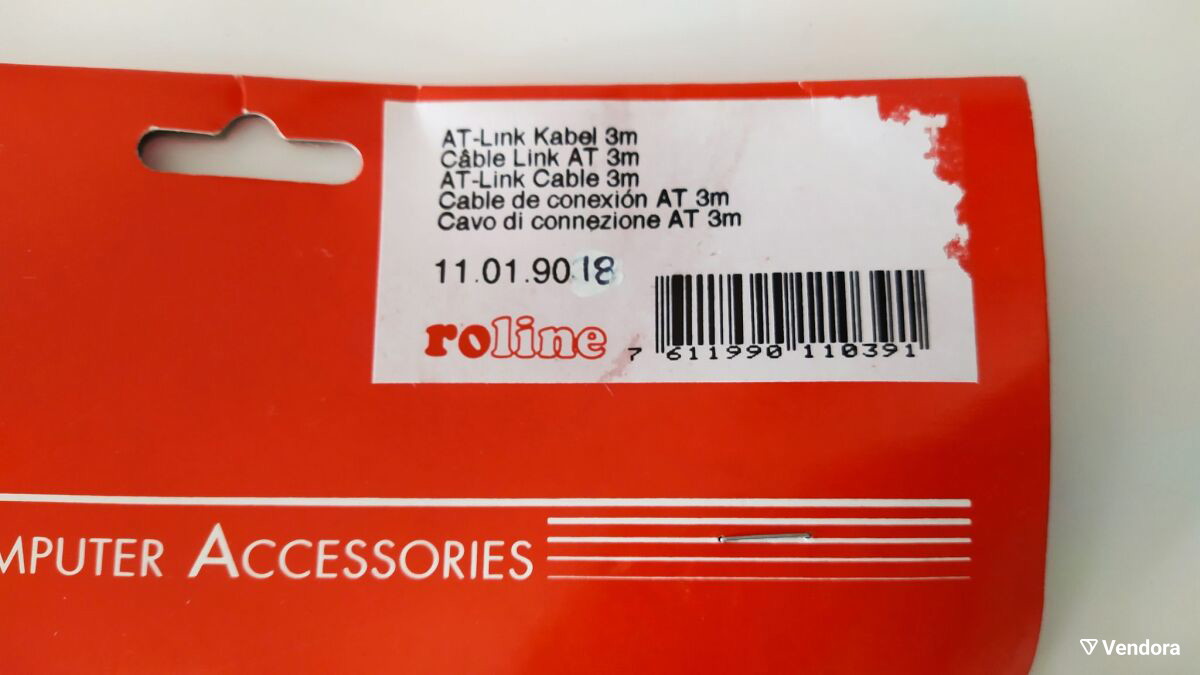 AT-Link Kabel 3m
Câble Link AT 3m
AT-Link Cable 3m
Cable de conexión AT 3m
Cavo di connezione AT 3m
11.01.9018
roline
7 611990 110391
MPUTER ACCESSORIES
Vendora